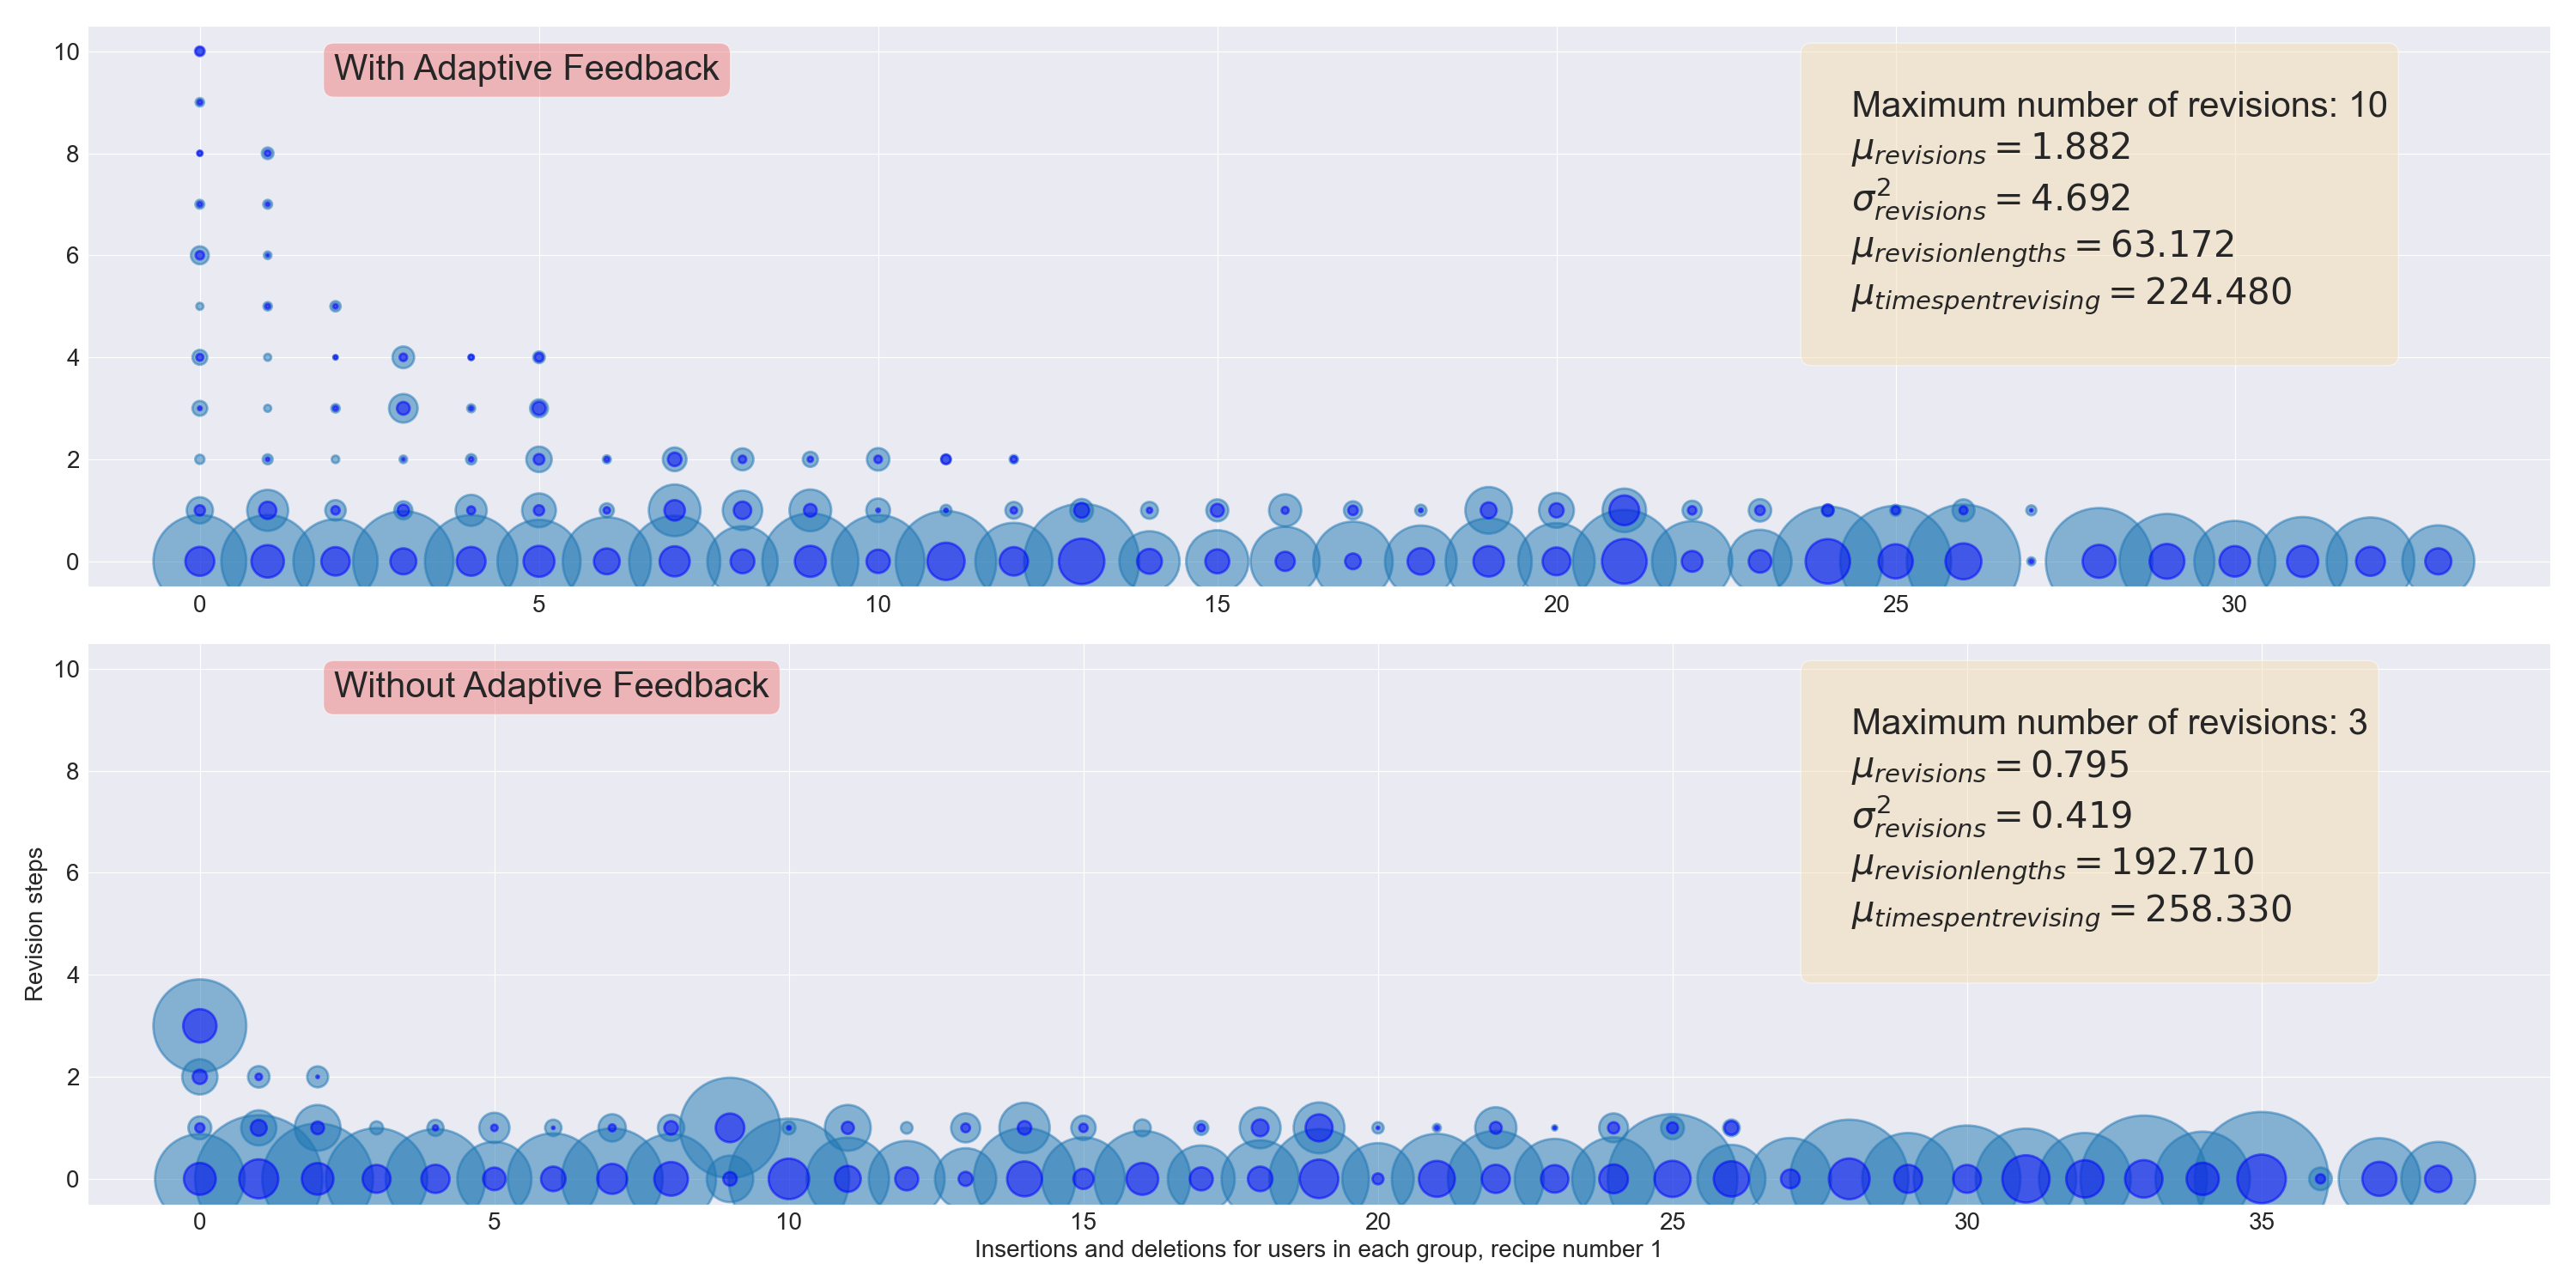 With Adaptive Feedback
Maximum number of revisions: 10
μrevisions = 1.882
σ²revisions = 4.692
μrevisionlengths = 63.172
μtimespentrevising = 224.480
10
8
6
4
2
0
0 5 10 15 20 25 30
Without Adaptive Feedback
Maximum number of revisions: 3
μrevisions = 0.795
σ²revisions = 0.419
μrevisionlengths = 192.710
μtimespentrevising = 258.330
Revision steps
10
8
6
4
2
0
0 5 10 15 20 25 30 35
Insertions and deletions for users in each group, recipe number 1